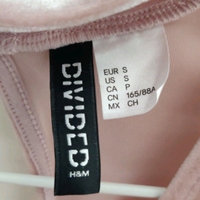 DIVIDED
H&M
EUR S
US S
CA P
CN 165/88A
MX CH